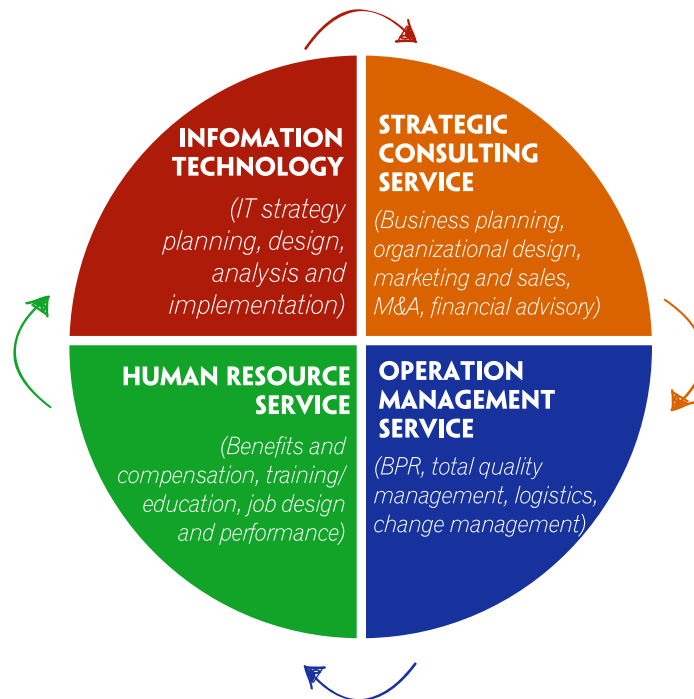 INFOMATION
TECHNOLOGY
(IT strategy
planning, design,
analysis and
implementation)
STRATEGIC
CONSULTING
SERVICE
(Business planning,
organizational design,
marketing and sales,
M&A, financial advisory)
HUMAN RESOURCE
SERVICE
(Benefits and
compensation, training/
education, job design
and performance)
OPERATION
MANAGEMENT
SERVICE
(BPR, total quality
management, logistics,
change management)